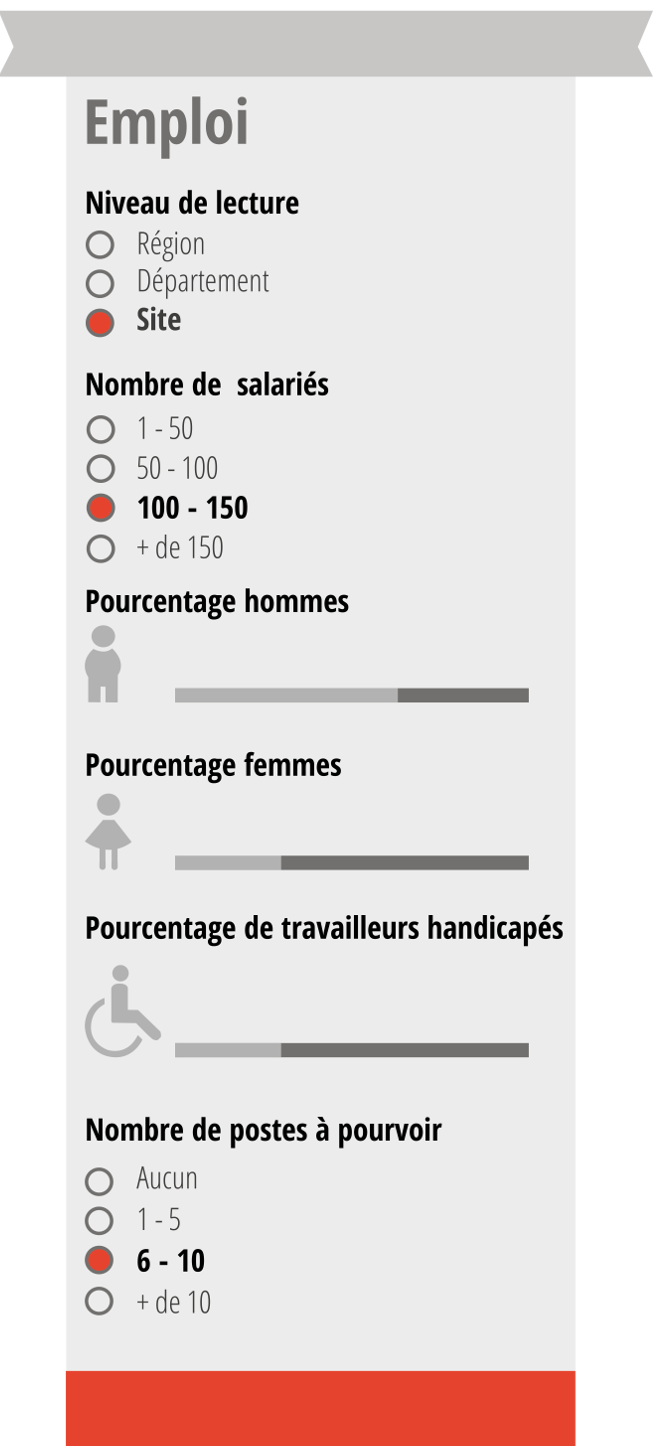 Emploi
Niveau de lecture
Région
Département
Site
Nombre de  salariés
1 - 50
50 - 100
100 - 150
+ de 150
Pourcentage hommes
Pourcentage femmes
Pourcentage de travailleurs handicapés
Nombre de postes à pourvoir
Aucun
1 - 5
6 - 10
+ de 10